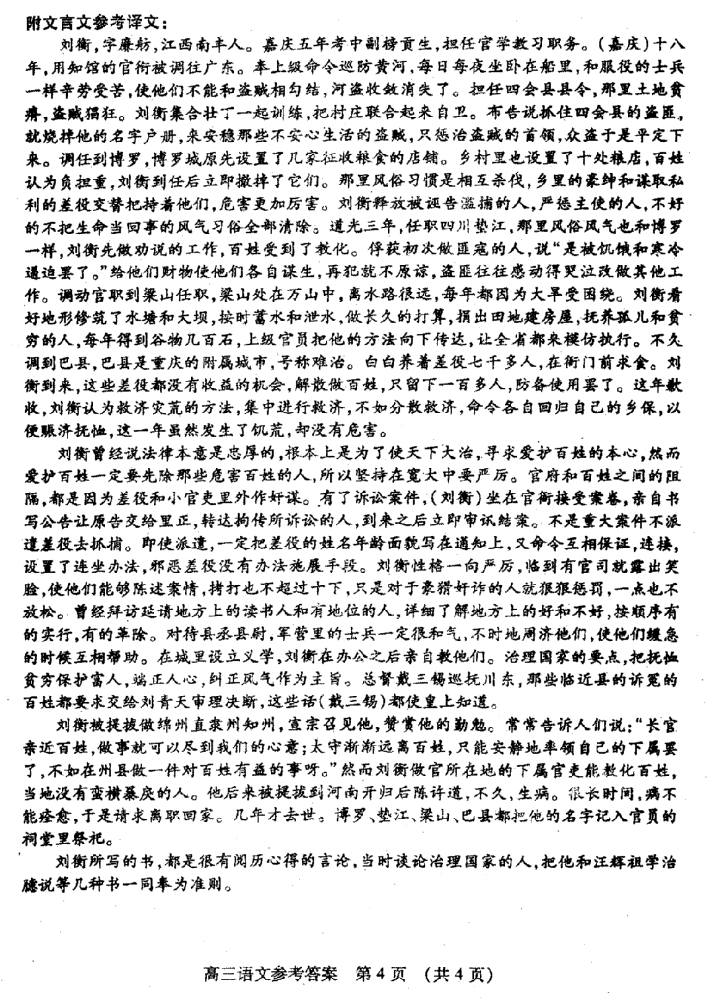 附文言文参考译文：
刘衡，字廉舫，江西南丰人。嘉庆五年考中副榜贡生，担任官学教习职务。（嘉庆）十八
年，用知馆的官衔被调往广东。奉上级命令巡防黄河，每日每夜坐卧在船里，和服役的士兵
一样辛劳受苦，使他们不能和盗贼相勾结，河盗收敛消失了。担任四会县县令，那里土地贫
瘠，盗贼猖狂。刘衡集合壮丁一起训练，把村庄联合起来自卫。布告说抓住四会县的盗匪，
就烧掉他的名字户册，来安稳那些不安心生活的盗贼，只惩治盗贼的首领，众盗于是平定下
来。调任到博罗，博罗城原先设置了几家征收粮食的店铺。乡村里也设置了十处粮店，百姓
认为负担重，刘衡到任后立即撤掉了它们。那里风俗习惯是相互杀伐，乡里的豪绅和谋取私
利的差役交替把持着他们，危害更加厉害。刘衡释放被诬告滥捕的人，严惩主使的人，不好
的不把生命当回事的风气习俗全部清除。道光三年，任职四川垫江，那里风俗风气也和博罗
一样，刘衡先做劝说的工作，百姓受到了教化。俘获初次做匪寇的人，说“是被饥饿和寒冷
逼迫罢了。”给他们财物使他们各自谋生，再犯就不原谅，盗匪往往感动得哭泣改做其他工
作。调动官职到梁山任职，梁山处在万山中，离水路很远，每年都因为大旱受困绕。刘衡看
好地形修筑了水塘和大坝，按时蓄水和泄水，做长久的打算，捐出田地建房屋，抚养孤儿和贫
穷的人，每年得到谷物几百石，上级官员把他的方法向下传达，让全省都来模仿执行。不久
调到巴县，巴县是重庆的附属城市，号称难治。白白养着差役七千多人，在衙门前求食。刘
衡到来，这些差役都没有收益的机会，解散做百姓，只留下一百多人，防备使用罢了。这年歉
收，刘衡认为救济灾荒的方法，集中进行救济，不如分散救济，命令各自回归自己的乡保，以
便赈济抚恤，这一年虽然发生了饥荒，却没有危害。
刘衡曾经说法律本意是忠厚的，根本上是为了使天下大治，寻求爱护百姓的本心，然而
爱护百姓一定要先除那些危害百姓的人，所以坚持在宽大中要严厉。官府和百姓之间的阻
隔，都是因为差役和小官吏里外作奸谋。有了诉讼案件，（刘衡）坐在官衙接受案卷，亲自书
写公告让原告交给里正，转达拘传所诉讼的人，到来之后立即审讯结案。不是重大案件不派
遣差役去抓捕。即使派遣，一定把差役的姓名年龄面貌写在通知上，又命令互相保证，连接，
设置了连坐办法，邪恶差役没有办法施展手段。刘衡性格一向严厉，临到有官司就露出笑
脸，使他们能够陈述案情，拷打也不超过十下，只是对于豪猾奸诈的人就狠狠惩罚，一点也不
放松。曾经拜访延请地方上的读书人和有地位的人，详细了解地方上的好和不好，按顺序有
的实行，有的革除。对待县丞县尉，军营里的士兵一定很和气，不时地周济他们，使他们缓急
的时候互相帮助。在城里设立义学，刘衡在办公之后亲自教他们。治理国家的要点，把抚恤
贫穷保护富人，端正人心，纠正风气作为主旨。总督戴三锡巡抚川东，那些临近县的诉冤的
百姓都要求交给刘青天审理决断，这些话（戴三锡）都使皇上知道。
刘衡被提拔做绵州直隶州知州，宣宗召见他，赞赏他的勤勉。常常告诉人们说：“长官
亲近百姓，做事就可以尽到我们的心意；太守渐渐远离百姓，只能安静地率领自己的下属罢
了，不如在州县做一件对百姓有益的事呀。”然而刘衡做官所在地的下属官吏能教化百姓，
当地没有蛮横暴戾的人。他后来被提拔到河南开归后陈许道，不久，生病。很长时间，病不
能痊愈，于是请求离职回家。几年才去世。博罗、垫江、梁山、巴县都把他的名字记入官员的
祠堂里祭祀。
刘衡所写的书，都是很有阅历心得的言论，当时谈论治理国家的人，把他和汪辉祖学治
臆说等几种书一同奉为准则。
高三语文参考答案　第 4 页　（共 4 页）